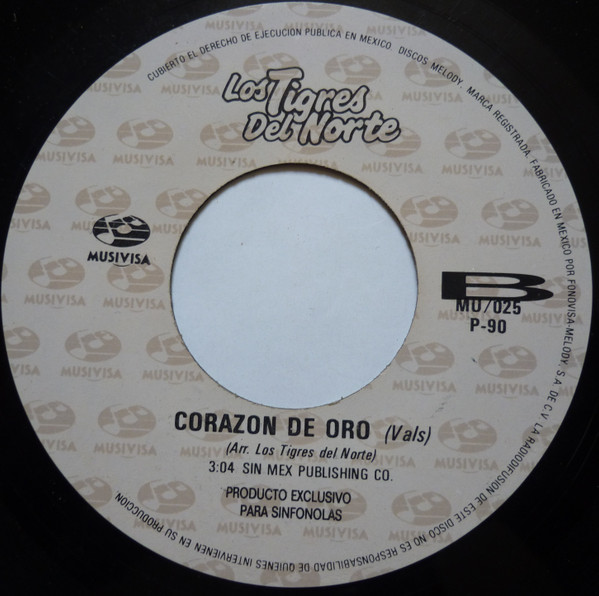 CUBIERTO EL DERECHO DE EJECUCION PUBLICA EN MEXICO. DISCOS MELODY. MARCA REGISTRADA. FABRICADO EN MEXICO POR FONOVISA-MELODY, S.A. DE C.V. LA RADIODIFUSION DE ESTE DISCO NO ES RESPONSABILIDAD DE QUIENES INTERVIENEN EN SU PRODUCCION
Los Tigres
Del Norte
MUSIVISA
B
MU/025
P-90
CORAZON DE ORO (Vals)
(Arr. Los Tigres del Norte)
3:04 SIN MEX PUBLISHING CO.
PRODUCTO EXCLUSIVO
PARA SINFONOLAS